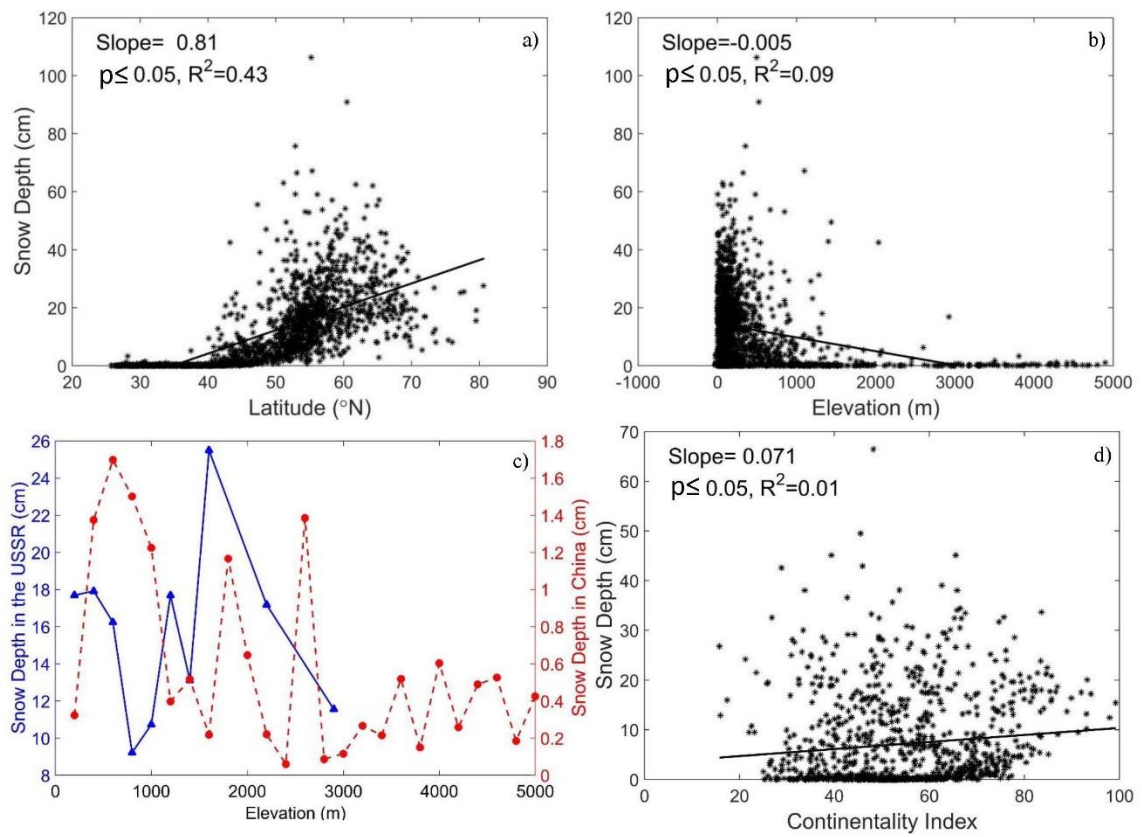 a)
Slope= 0.81
p≤ 0.05, R²=0.43
120
100
80
60
40
20
0
20 30 40 50 60 70 80 90
Snow Depth (cm)
Latitude (°N)
b)
Slope=-0.005
p≤ 0.05, R²=0.09
120
100
80
60
40
20
0
-1000 0 1000 2000 3000 4000 5000
Elevation (m)
c)
26
24
22
20
18
16
14
12
10
8
Snow Depth in the USSR (cm)
0 1000 2000 3000 4000 5000
Elevation (m)
1.8
1.6
1.4
1.2
1
0.8
0.6
0.4
0.2
0
Snow Depth in China (cm)
d)
Slope= 0.071
p≤ 0.05, R²=0.01
70
60
50
40
30
20
10
0
Snow Depth (cm)
0 20 40 60 80 100
Continentality Index